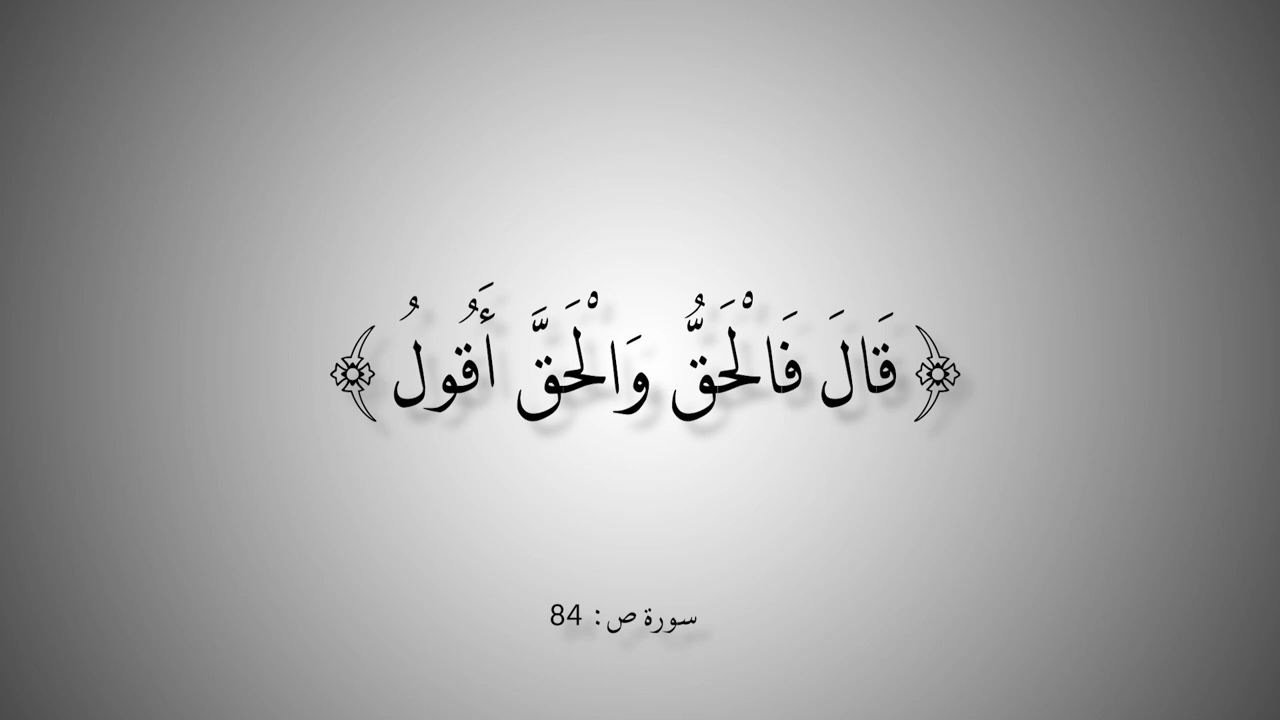 ﴿قَالَ فَالْحَقُّ وَالْحَقَّ أَقُولُ﴾
سورة ص: 84